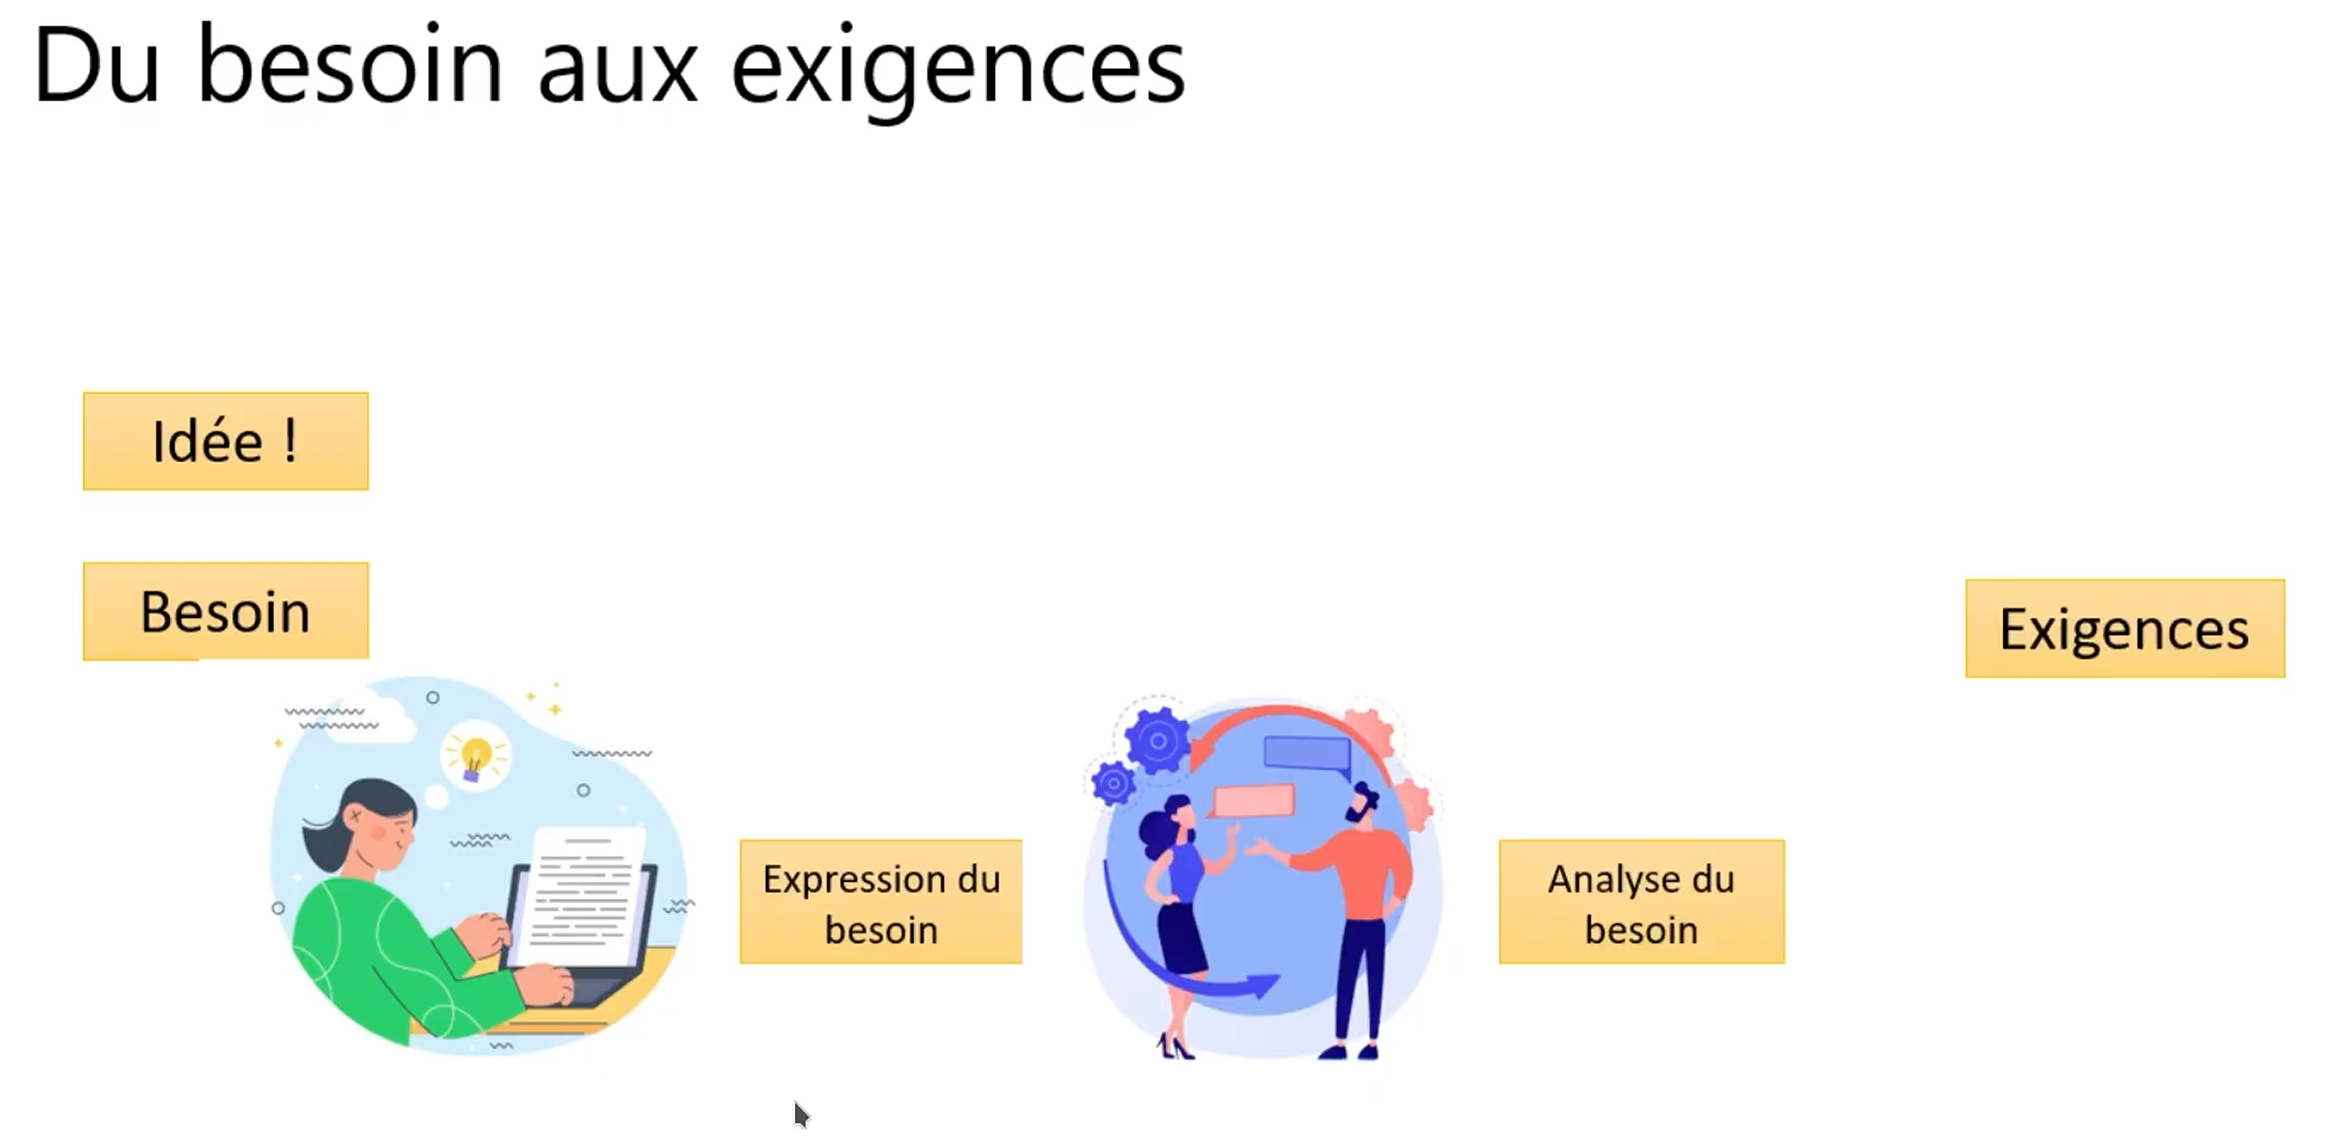 Du besoin aux exigences
Idée !
Besoin
Exigences
Expression du
besoin
Analyse du
besoin